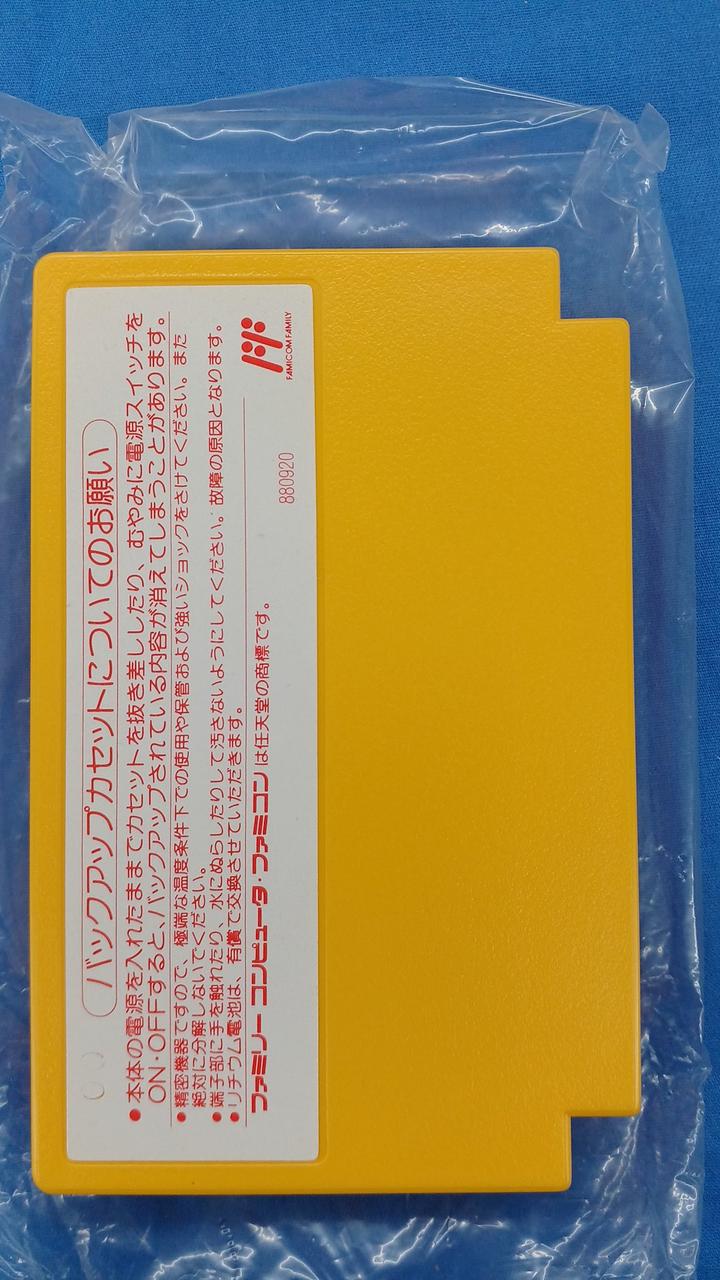 バックアップカセットについてのお願い
●本体の電源を入れたままでカセットを抜き差ししたり、むやみに電源スイッチを
ON・OFFすると、バックアップされている内容が消えてしまうことがあります。
●精密機器ですので、極端な温度条件下での使用や保管および強いショックをさけてください。また
絶対に分解しないでください。
●端子部に手を触れたり、水にぬらしたりして汚さないようにしてください。故障の原因となります。
●リチウム電池は、有償で交換させていただきます。
ファミリーコンピュータ・ファミコンは任天堂の商標です。
880920
FAMICOM FAMILY